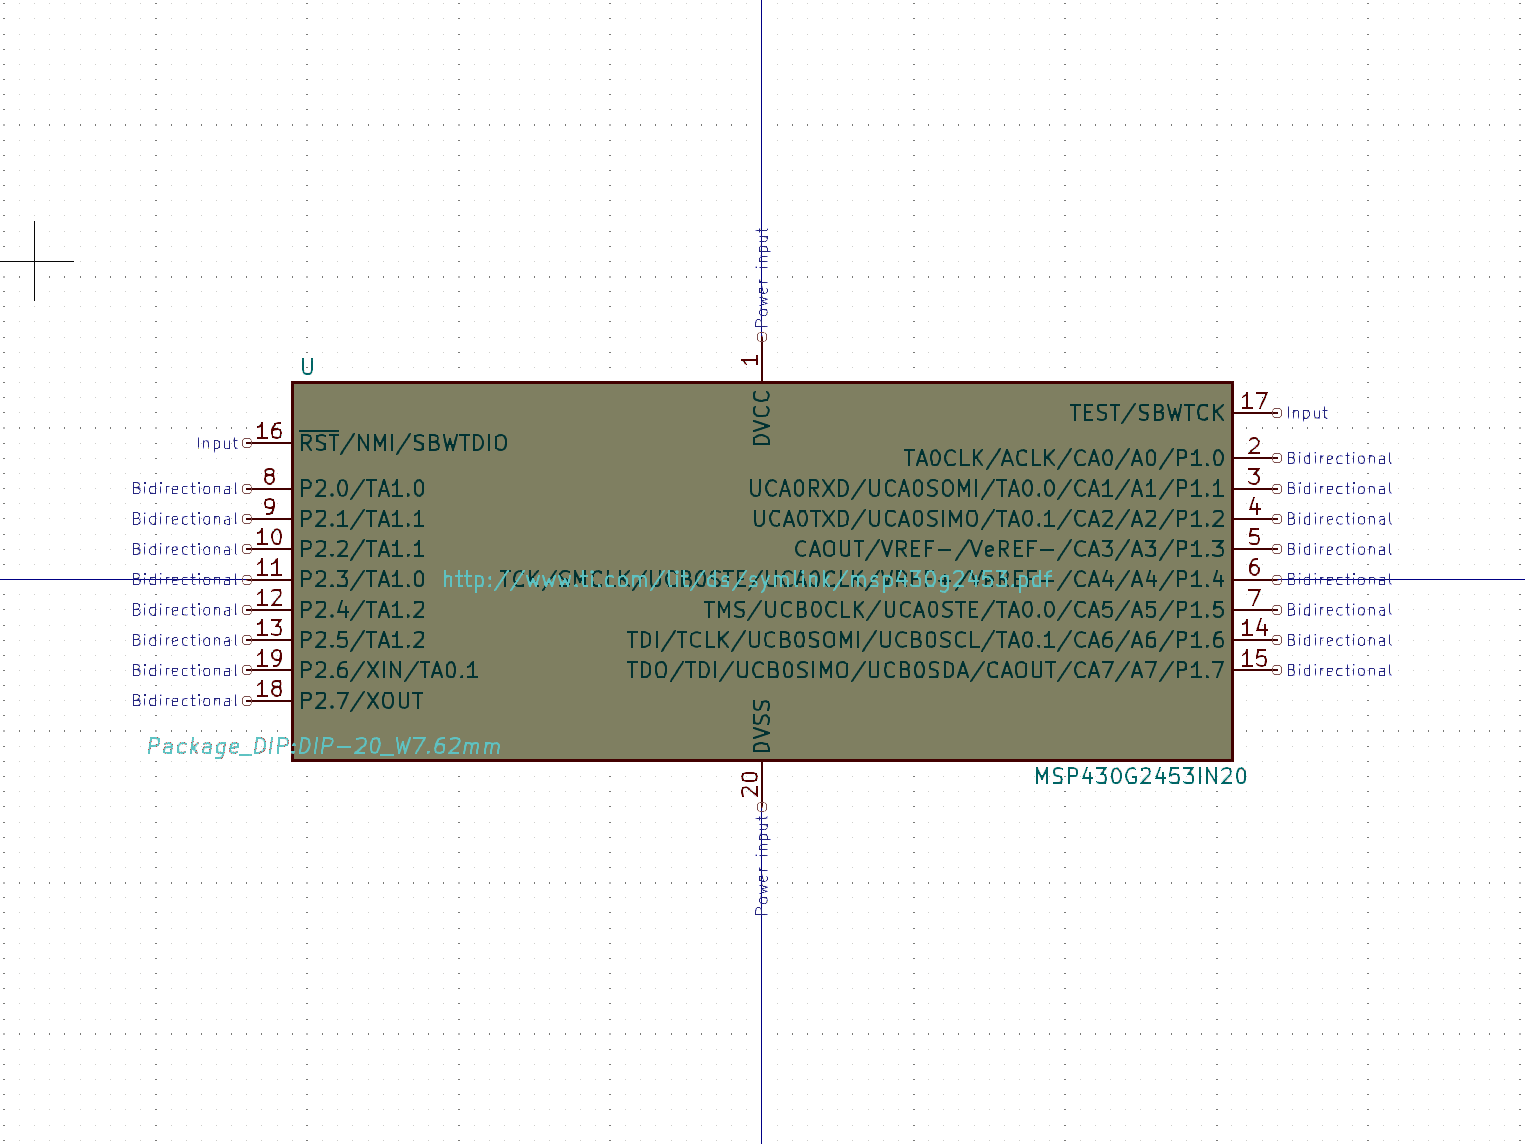 Power input
1
U
DVCC
17 Input
TEST/SBWTCK
Input 16 RST/NMI/SBWTDIO
TA0CLK/ACLK/CA0/A0/P1.0 2 Bidirectional
Bidirectional 8 P2.0/TA1.0 UCA0RXD/UCA0SOMI/TA0.0/CA1/A1/P1.1 3 Bidirectional
Bidirectional 9 P2.1/TA1.1 UCA0TXD/UCA0SIMO/TA0.1/CA2/A2/P1.2 4 Bidirectional
Bidirectional 10 P2.2/TA1.1 CAOUT/VREF-/VeREF-/CA3/A3/P1.3 5 Bidirectional
Bidirectional 11 P2.3/TA1.0 http://www.ti.com/lit/ds/symlink/msp430g2453.pdf /CA4/A4/P1.4 6 Bidirectional
Bidirectional 12 P2.4/TA1.2 TMS/UCB0CLK/UCA0STE/TA0.0/CA5/A5/P1.5 7 Bidirectional
Bidirectional 13 P2.5/TA1.2 TDI/TCLK/UCB0SOMI/UCB0SCL/TA0.1/CA6/A6/P1.6 14 Bidirectional
Bidirectional 19 P2.6/XIN/TA0.1 TDO/TDI/UCB0SIMO/UCB0SDA/CAOUT/CA7/A7/P1.7 15 Bidirectional
Bidirectional 18 P2.7/XOUT
DVSS
Package_DIP:DIP-20_W7.62mm
MSP430G2453IN20
20
Power input